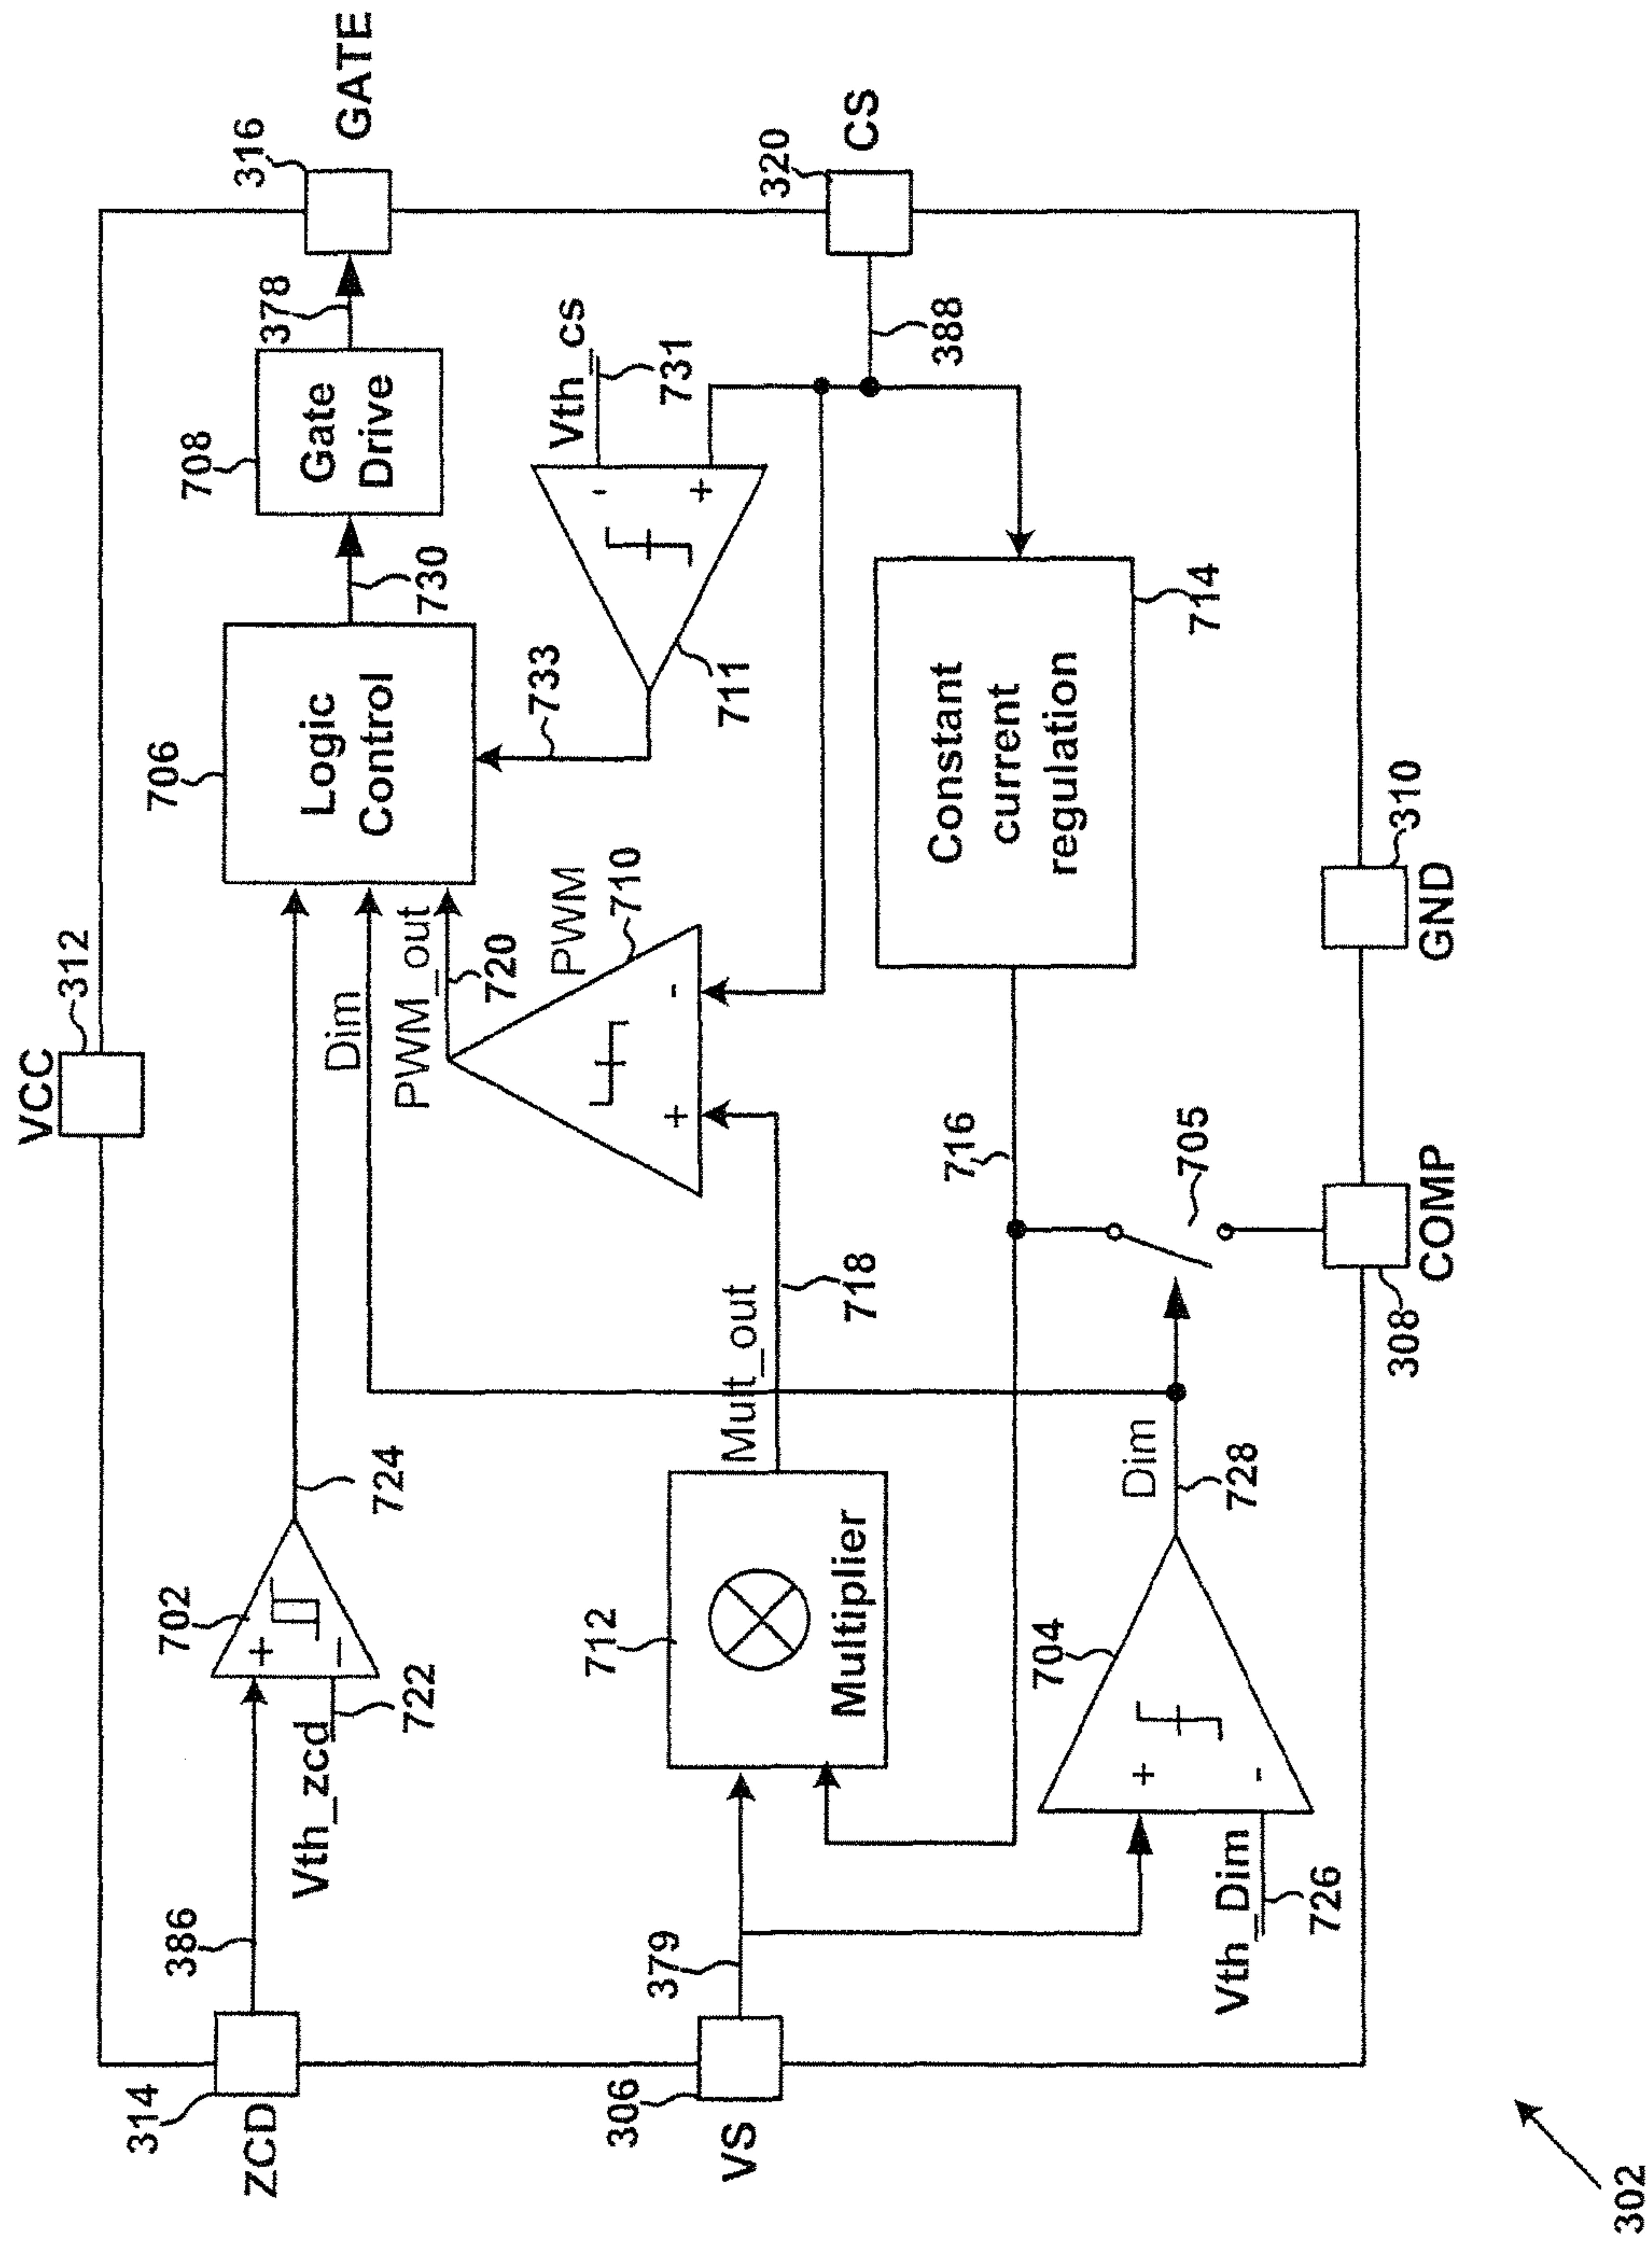 VCC
312
314
ZCD
386
702
+
−
Vth_zcd
722
724
706
Logic
Control
730
708
Gate
Drive
378
316
GATE
Dim
PWM_out
720
PWM
710
+
-
733
711
-
+
Vth_cs
731
320
CS
388
306
VS
379
712
Multiplier
Mult_out
718
716
Constant
current
regulation
714
704
+
-
Vth_Dim
726
Dim
728
705
308
COMP
GND
310
302